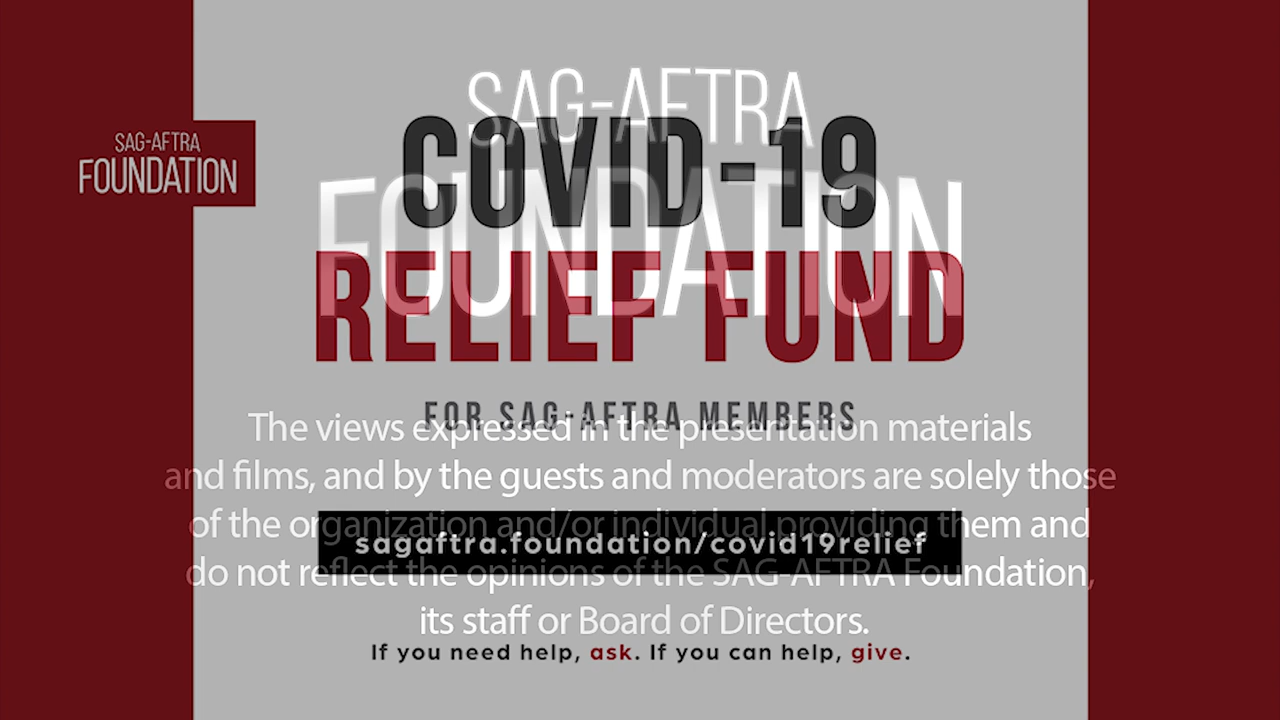 SAG-AFTRA
FOUNDATION
SAG-AFTRA
FOUNDATION
COVID-19
RELIEF FUND
FOR SAG-AFTRA MEMBERS
The views expressed in the presentation materials
and films, and by the guests and moderators are solely those
of the organization and/or individual providing them and
do not reflect the opinions of the SAG-AFTRA Foundation,
its staff or Board of Directors.
sagaftra.foundation/covid19relief
If you need help, ask. If you can help, give.